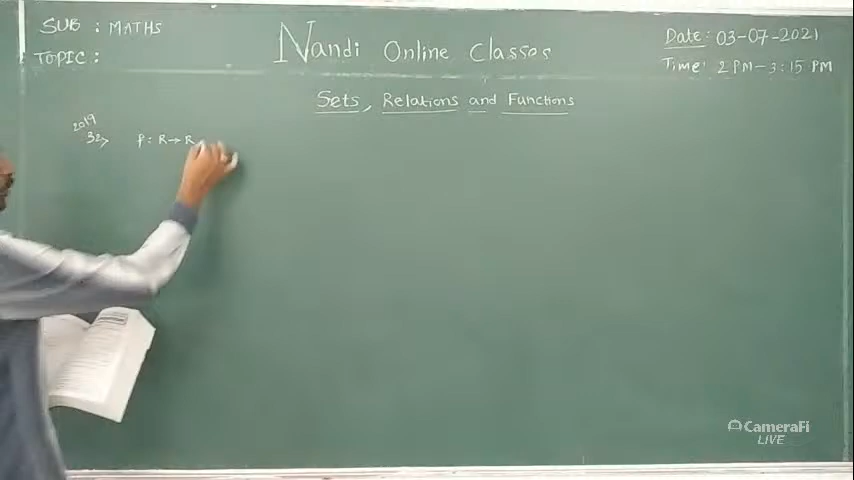 SUB : MATHS
TOPIC :
Nandi Online Classes
Date: 03-07-2021
Time: 2 PM-3:15 PM
Sets, Relations and Functions
2019
32> f : R→R
CameraFi
LIVE